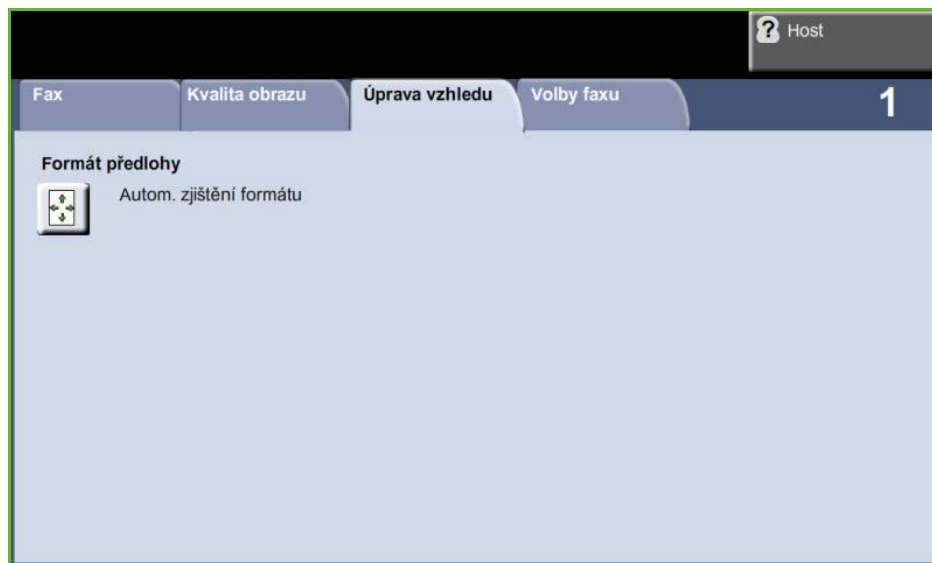 ? Host
Fax Kvalita obrazu Úprava vzhledu Volby faxu 1
Formát předlohy
Autom. zjištění formátu